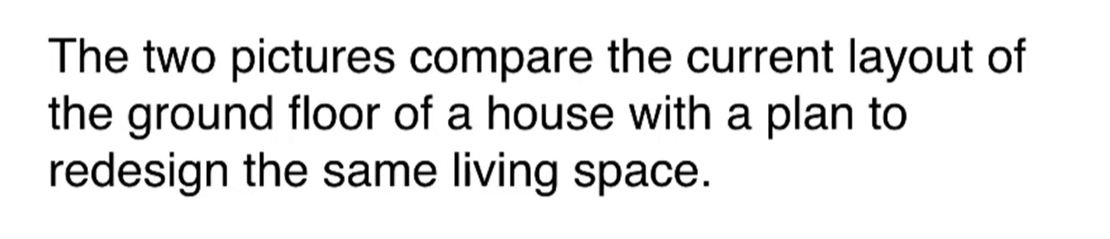 The two pictures compare the current layout of
the ground floor of a house with a plan to
redesign the same living space.